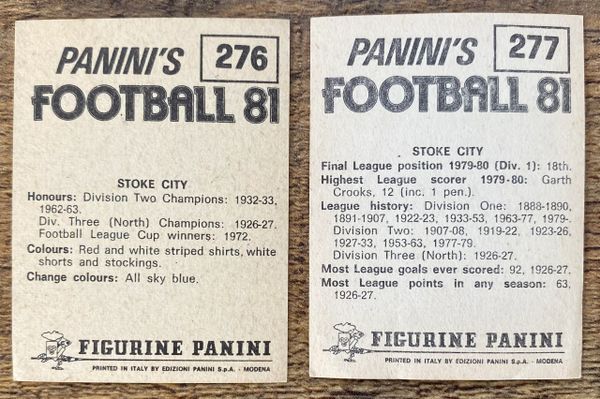 PANINI'S 276
FOOTBALL 81
STOKE CITY
Honours: Division Two Champions: 1932-33,
1962-63.
Div. Three (North) Champions: 1926-27.
Football League Cup winners: 1972.
Colours: Red and white striped shirts, white
shorts and stockings.
Change colours: All sky blue.
FIGURINE PANINI
PRINTED IN ITALY BY EDIZIONI PANINI S.p.A. - MODENA
PANINI'S 277
FOOTBALL 81
STOKE CITY
Final League position 1979-80 (Div. 1): 18th.
Highest League scorer 1979-80: Garth
Crooks, 12 (inc. 1 pen.).
League history: Division One: 1888-1890,
1891-1907, 1922-23, 1933-53, 1963-77, 1979-
Division Two: 1907-08, 1919-22, 1923-26,
1927-33, 1953-63, 1977-79.
Division Three (North): 1926-27.
Most League goals ever scored: 92, 1926-27.
Most League points in any season: 63,
1926-27.
FIGURINE PANINI
PRINTED IN ITALY BY EDIZIONI PANINI S.p.A. - MODENA